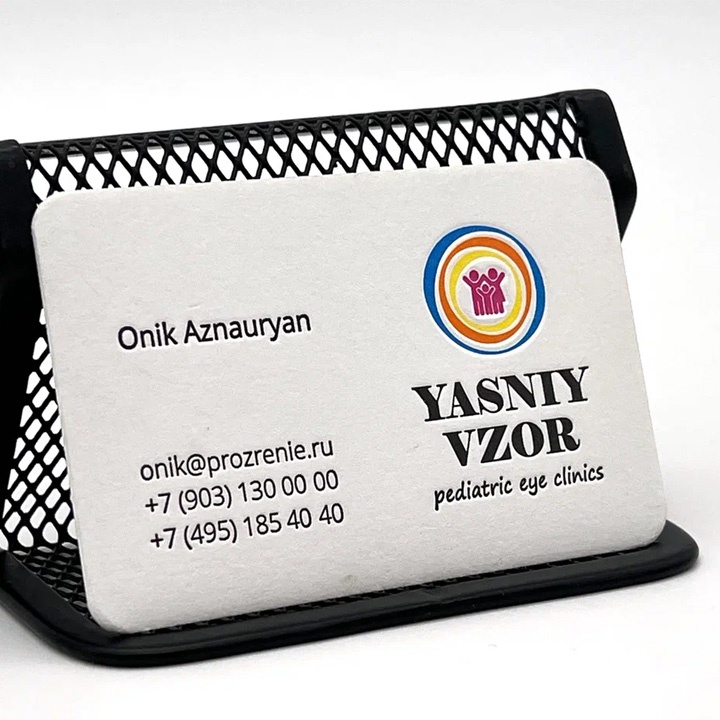 Onik Aznauryan
onik@prozrenie.ru
+7 (903) 130 00 00
+7 (495) 185 40 40
YASNIY
VZOR
pediatric eye clinics